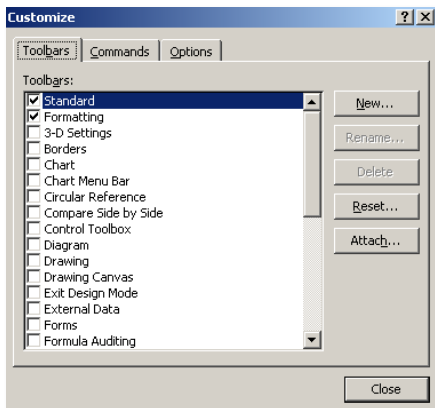 Customize
Toolbars Commands Options
Toolbars:
Standard
Formatting
3-D Settings
Borders
Chart
Chart Menu Bar
Circular Reference
Compare Side by Side
Control Toolbox
Diagram
Drawing
Drawing Canvas
Exit Design Mode
External Data
Forms
Formula Auditing
New...
Rename...
Delete
Reset...
Attach...
Close